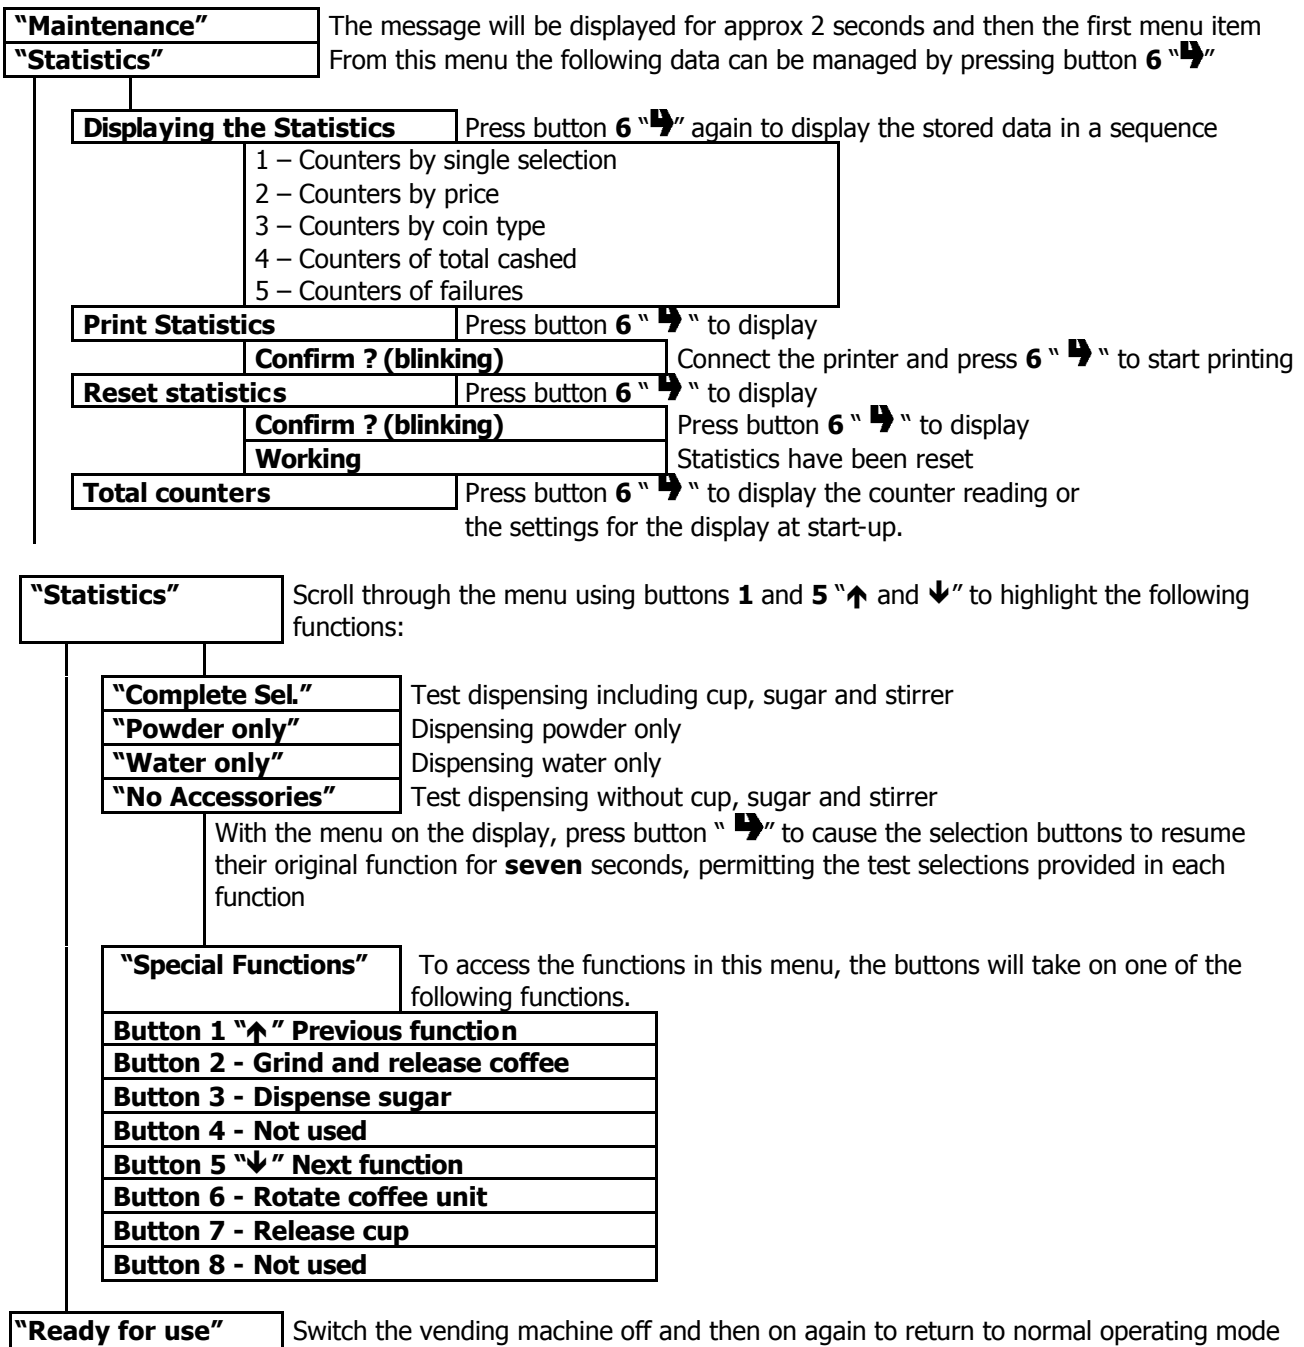 “Maintenance” The message will be displayed for approx 2 seconds and then the first menu item
“Statistics” From this menu the following data can be managed by pressing button 6 “↵”
Displaying the Statistics Press button 6 “↵” again to display the stored data in a sequence
1 – Counters by single selection
2 – Counters by price
3 – Counters by coin type
4 – Counters of total cashed
5 – Counters of failures
Print Statistics Press button 6 “ ↵ “ to display
Confirm ? (blinking) Connect the printer and press 6 “ ↵ “ to start printing
Reset statistics Press button 6 “ ↵ “ to display
Confirm ? (blinking) Press button 6 “ ↵ “ to display
Working Statistics have been reset
Total counters Press button 6 “ ↵ “ to display the counter reading or
the settings for the display at start-up.
“Statistics” Scroll through the menu using buttons 1 and 5 “↑ and ↓” to highlight the following
functions:
“Complete Sel.” Test dispensing including cup, sugar and stirrer
“Powder only” Dispensing powder only
“Water only” Dispensing water only
“No Accessories” Test dispensing without cup, sugar and stirrer
With the menu on the display, press button “ ↵” to cause the selection buttons to resume
their original function for seven seconds, permitting the test selections provided in each
function
“Special Functions” To access the functions in this menu, the buttons will take on one of the
following functions.
Button 1 “↑” Previous function
Button 2 - Grind and release coffee
Button 3 - Dispense sugar
Button 4 - Not used
Button 5 “↓” Next function
Button 6 - Rotate coffee unit
Button 7 - Release cup
Button 8 - Not used
“Ready for use” Switch the vending machine off and then on again to return to normal operating mode